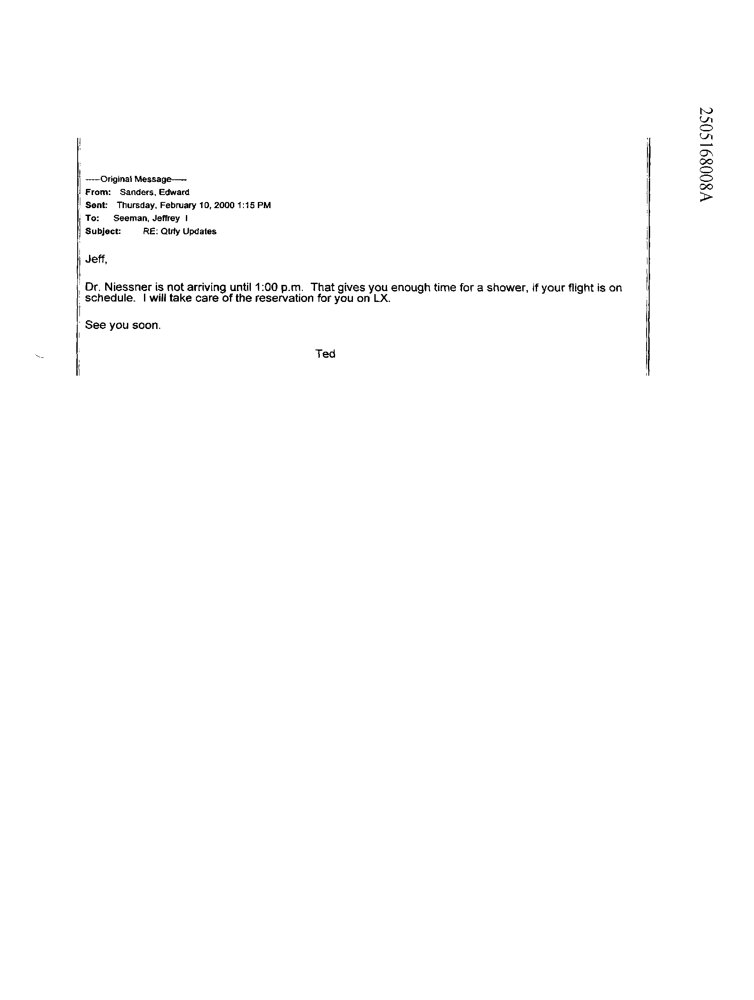 2505168008A
-----Original Message-----
From: Sanders, Edward
Sent: Thursday, February 10, 2000 1:15 PM
To: Seeman, Jeffrey I
Subject: RE: Qtrly Updates
Jeff,
Dr. Niessner is not arriving until 1:00 p.m. That gives you enough time for a shower, if your flight is on
schedule. I will take care of the reservation for you on LX.
See you soon.
Ted